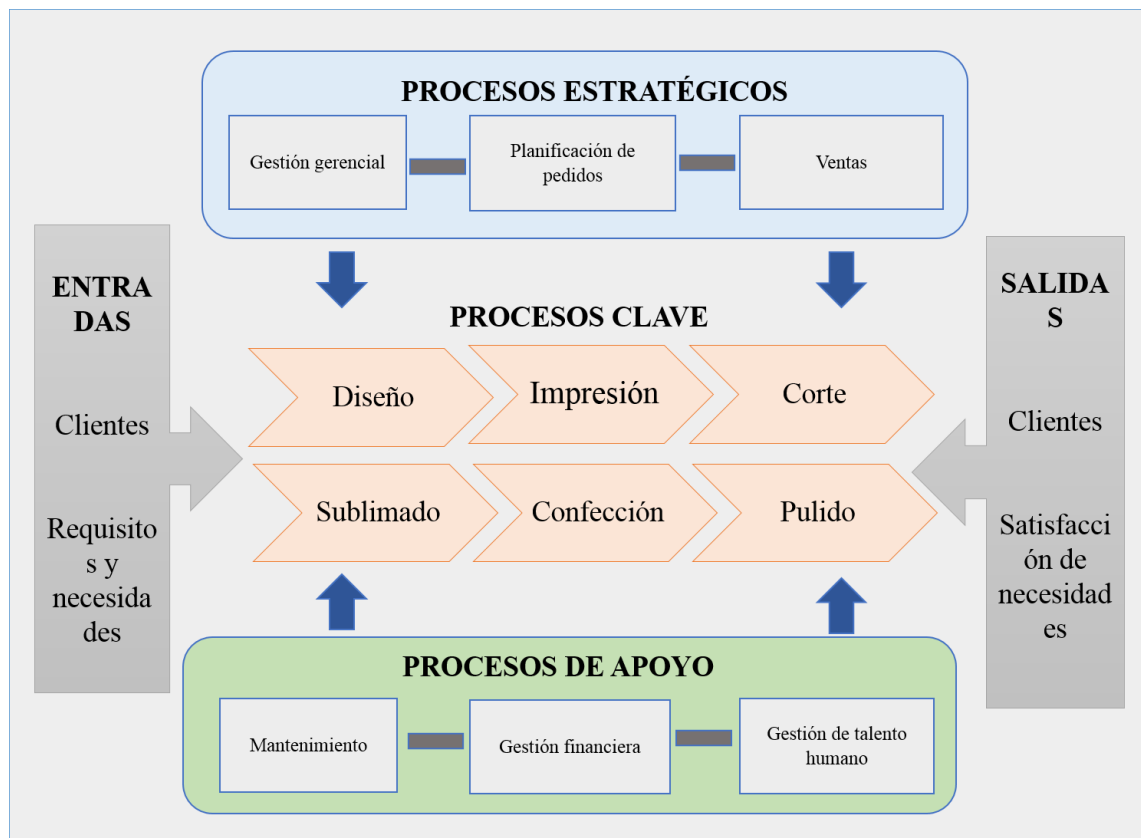 PROCESOS ESTRATÉGICOS
Gestión gerencial
Planificación de
pedidos
Ventas
ENTRA
DAS
Clientes
Requisito
s y
necesida
des
PROCESOS CLAVE
Diseño
Impresión
Corte
Sublimado
Confección
Pulido
SALIDA
S
Clientes
Satisfacci
ón de
necesidad
es
PROCESOS DE APOYO
Mantenimiento
Gestión financiera
Gestión de talento
humano